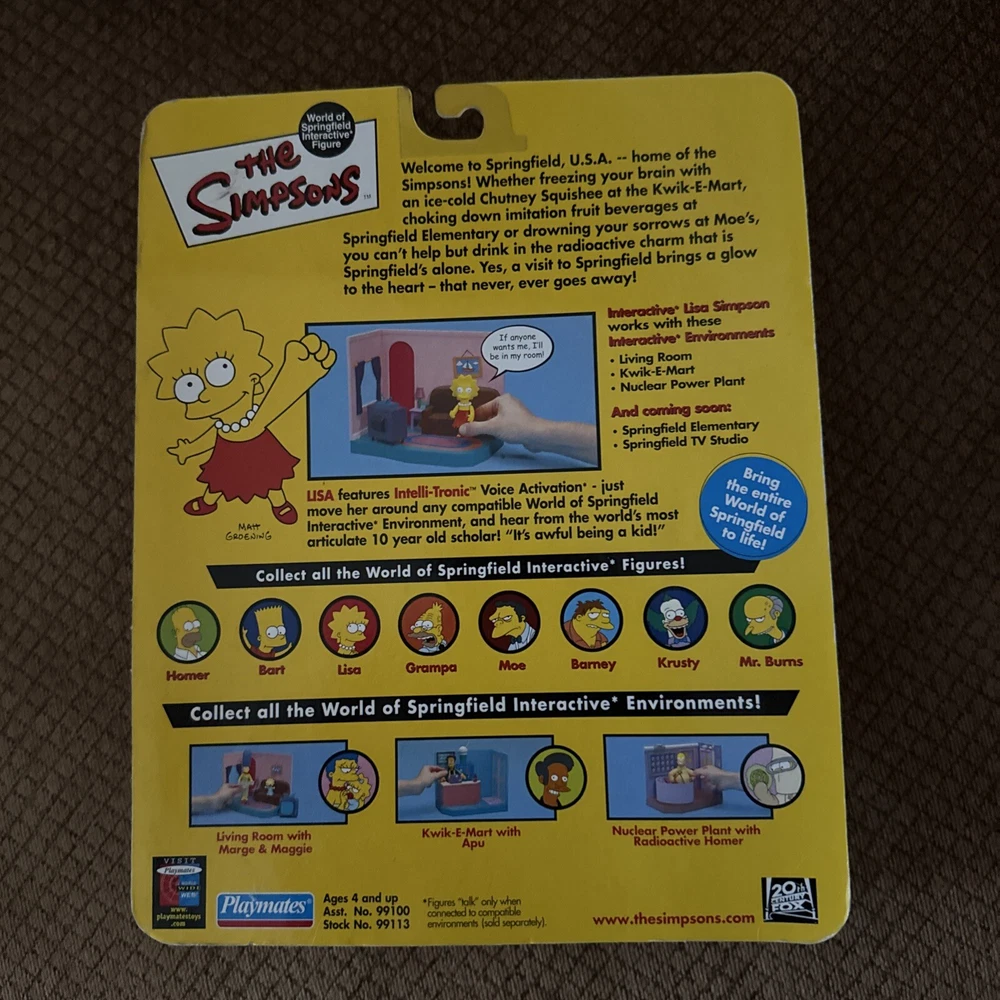 World of
Springfield
Interactive*
Figure
THE
SIMPSONS™
Welcome to Springfield, U.S.A. -- home of the
Simpsons! Whether freezing your brain with
an ice-cold Chutney Squishee at the Kwik-E-Mart,
choking down imitation fruit beverages at
Springfield Elementary or drowning your sorrows at Moe's,
you can't help but drink in the radioactive charm that is
Springfield's alone. Yes, a visit to Springfield brings a glow
to the heart – that never, ever goes away!
If anyone
wants me, I'll
be in my room!
Interactive* Lisa Simpson
works with these
Interactive* Environments
• Living Room
• Kwik-E-Mart
• Nuclear Power Plant
And coming soon:
• Springfield Elementary
• Springfield TV Studio
MATT
GROENING
LISA features Intelli-Tronic™ Voice Activation* - just
move her around any compatible World of Springfield
Interactive* Environment, and hear from the world's most
articulate 10 year old scholar! "It's awful being a kid!"
Bring
the entire
World of
Springfield
to life!
Collect all the World of Springfield Interactive* Figures!
Homer
Bart
Lisa
Grampa
Moe
Barney
Krusty
Mr. Burns
Collect all the World of Springfield Interactive* Environments!
Living Room with
Marge & Maggie
Kwik-E-Mart with
Apu
Nuclear Power Plant with
Radioactive Homer
VISIT
Playmates
WORLD
WIDE
WEB
www.
playmatestoys
.com
Playmates®
Ages 4 and up
Asst. No. 99100
Stock No. 99113
*Figures "talk" only when
connected to compatible
environments (sold separately).
www.thesimpsons.com
20th
CENTURY
FOX